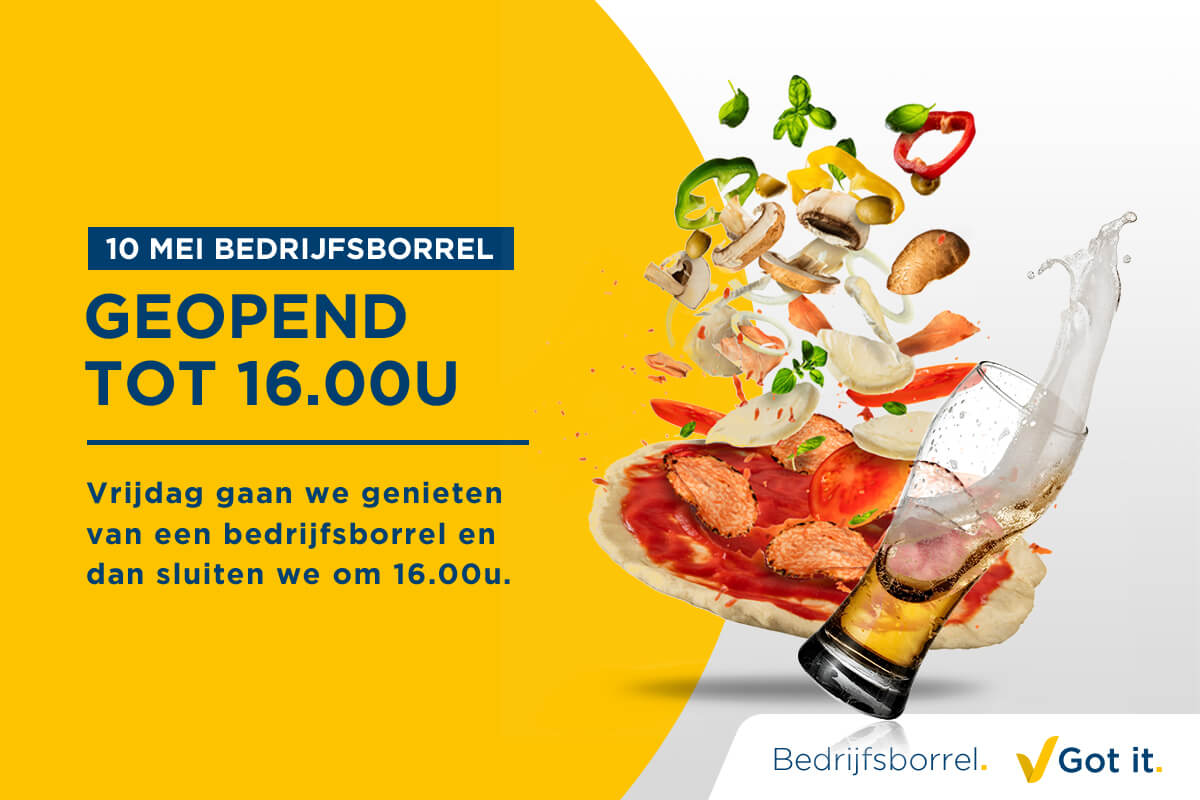 10 MEI BEDRIJFSBORREL
GEOPEND
TOT 16.00U
Vrijdag gaan we genieten
van een bedrijfsborrel en
dan sluiten we om 16.00u.
Bedrijfsborrel.
Got it.